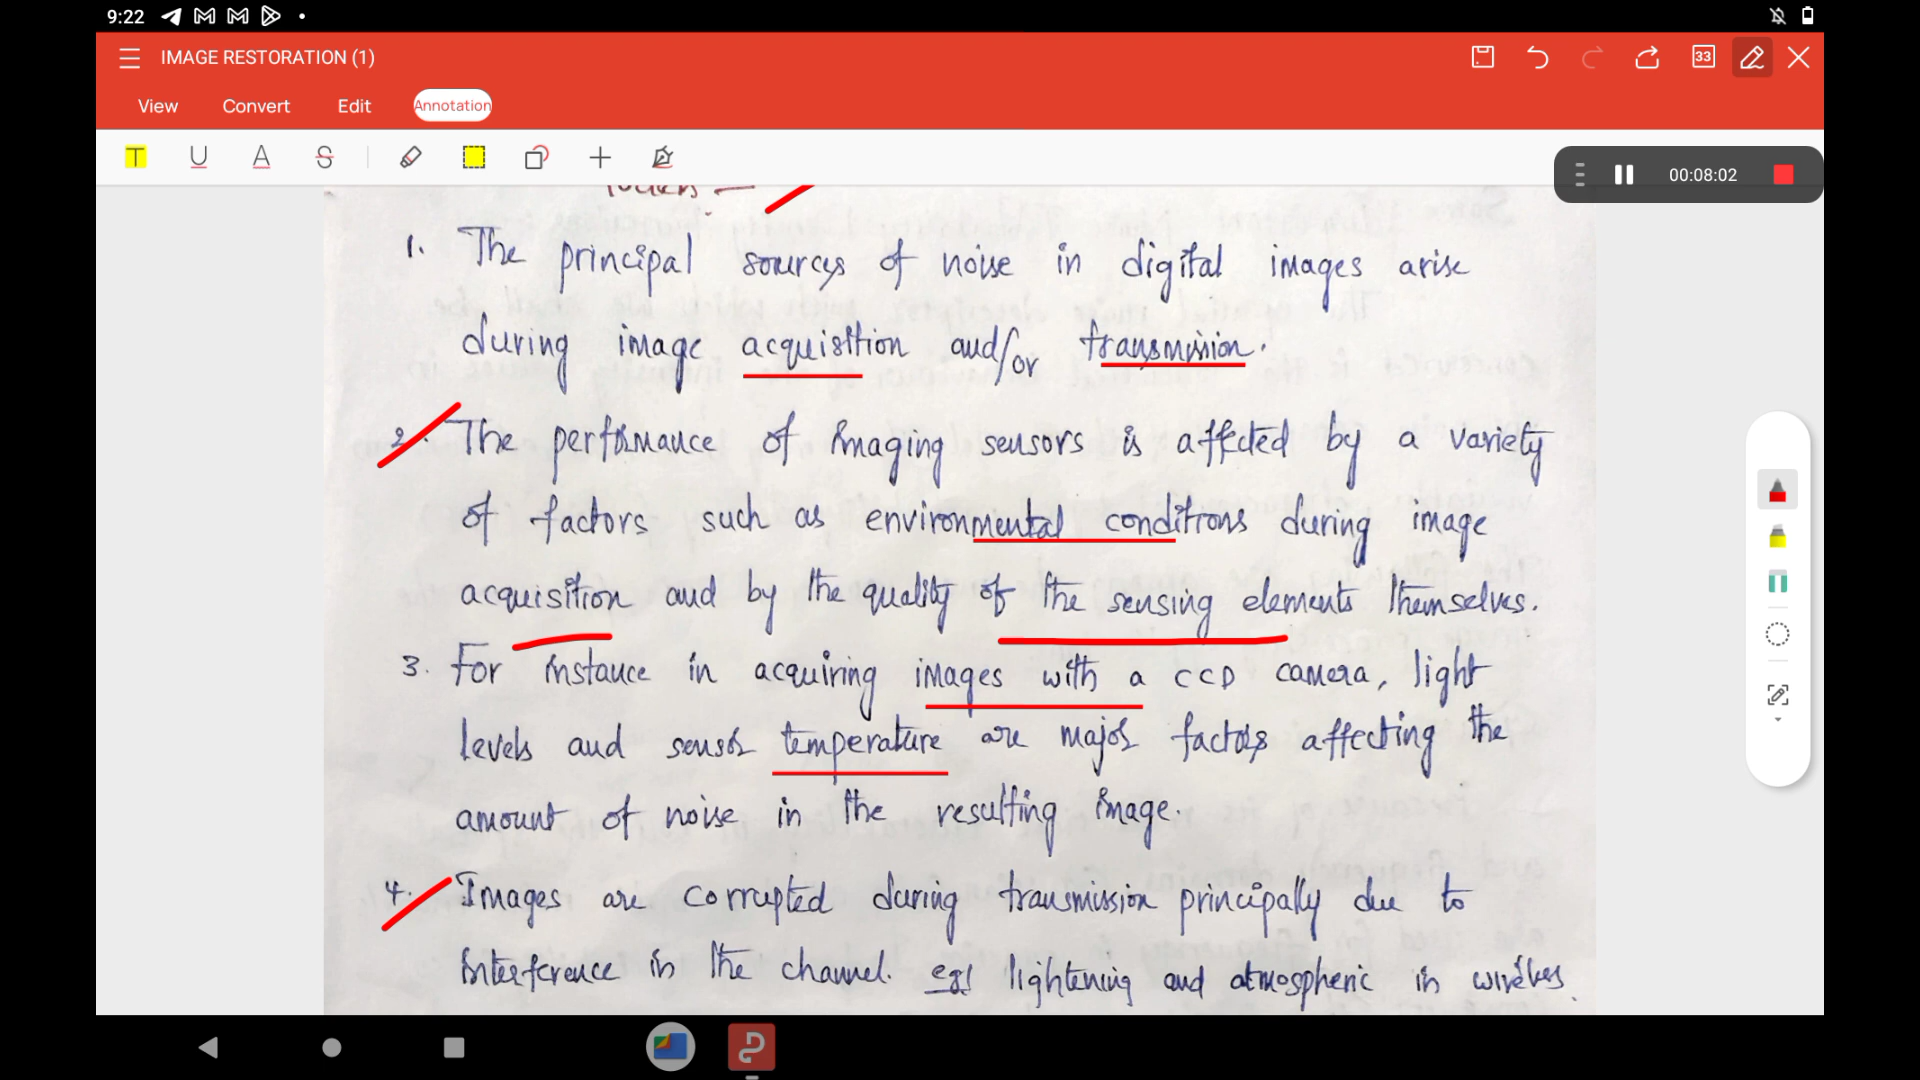 9:22
IMAGE RESTORATION (1)
33
View Convert Edit Annotation
T U A S
00:08:02
1. The principal sources of noise in digital images arise
during image acquisition and/or transmission.
2. The performance of imaging sensors is affected by a variety
of factors such as environmental conditions during image
acquisition and by the quality of the sensing elements themselves.
3. For instance in acquiring images with a CCD camera, light
levels and sensor temperature are major factors affecting the
amount of noise in the resulting image.
4. Images are corrupted during transmission principally due to
interference in the channel. eg/ lightening and atmospheric in wireless.